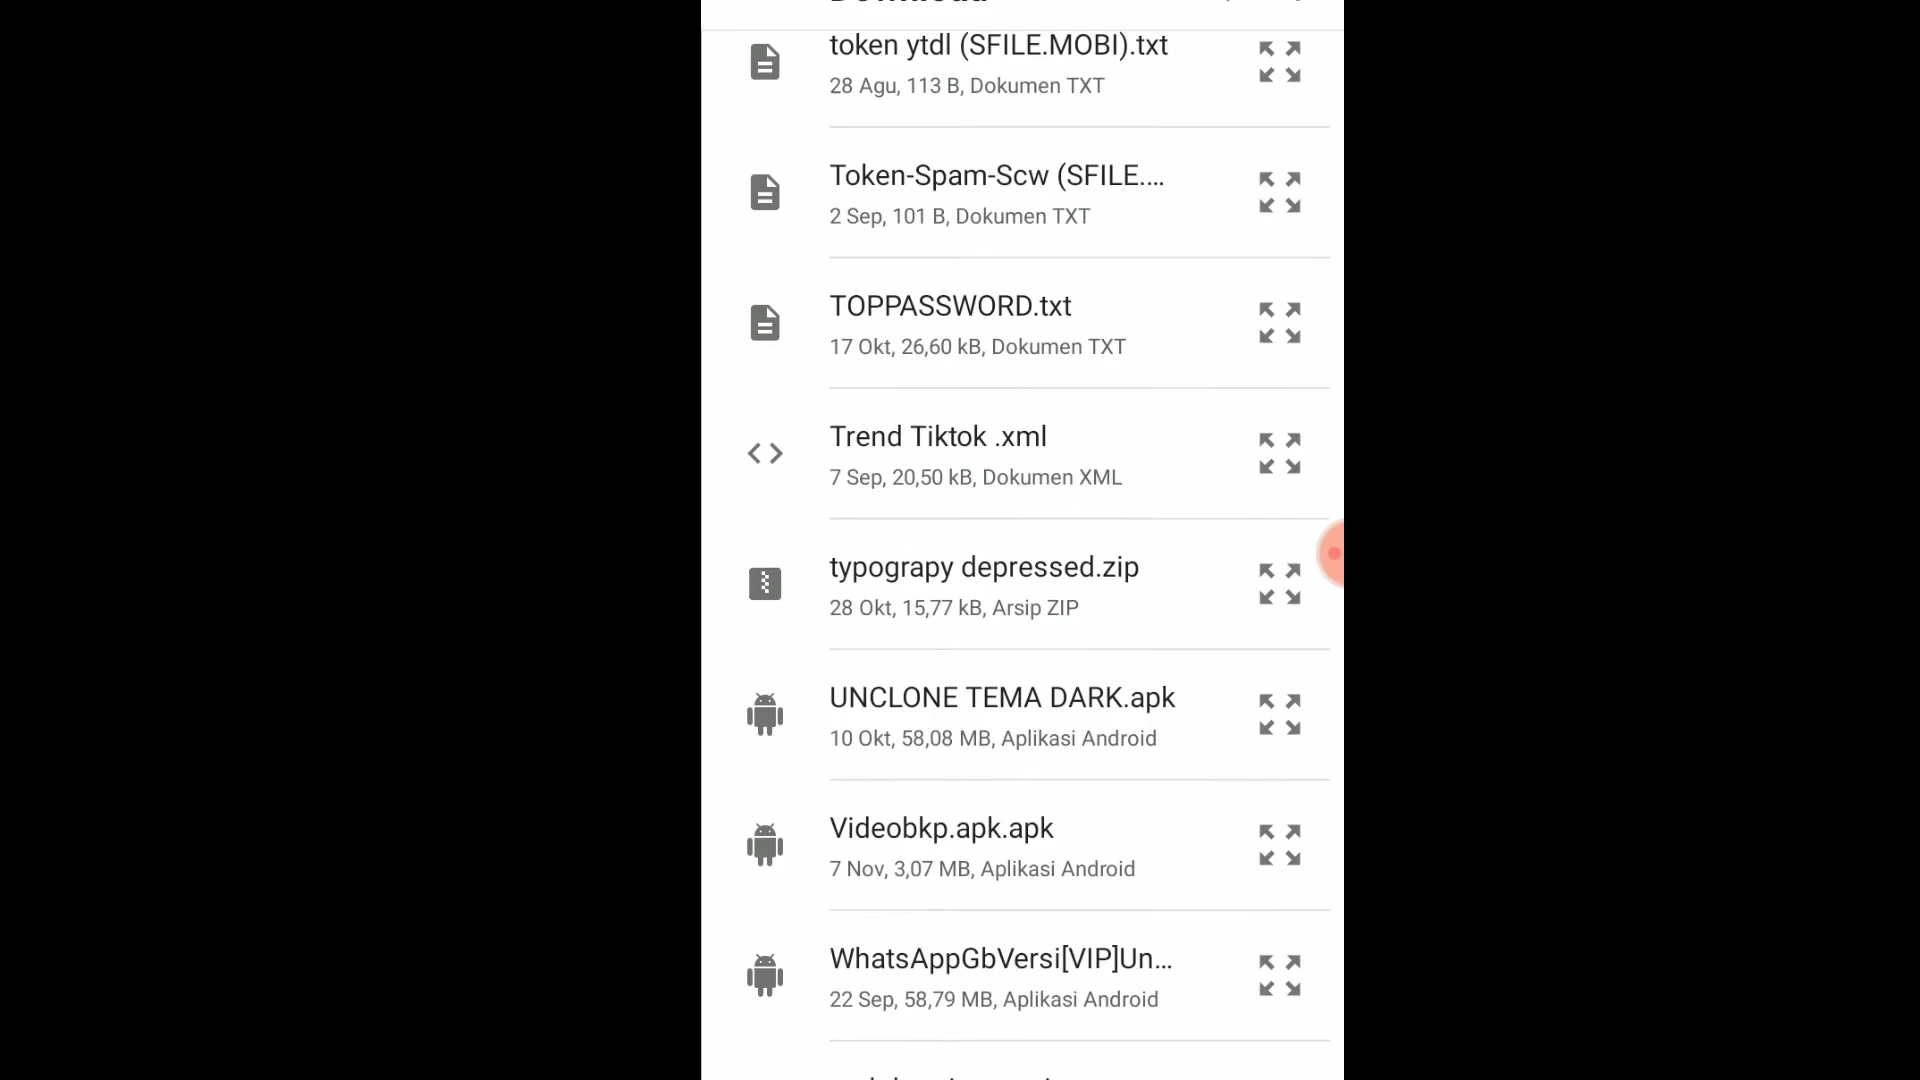 Download
token ytdl (SFILE.MOBI).txt
28 Agu, 113 B, Dokumen TXT
Token-Spam-Scw (SFILE....
2 Sep, 101 B, Dokumen TXT
TOPPASSWORD.txt
17 Okt, 26,60 kB, Dokumen TXT
Trend Tiktok .xml
7 Sep, 20,50 kB, Dokumen XML
typograpy depressed.zip
28 Okt, 15,77 kB, Arsip ZIP
UNCLONE TEMA DARK.apk
10 Okt, 58,08 MB, Aplikasi Android
Videobkp.apk.apk
7 Nov, 3,07 MB, Aplikasi Android
WhatsAppGbVersi[VIP]Un...
22 Sep, 58,79 MB, Aplikasi Android